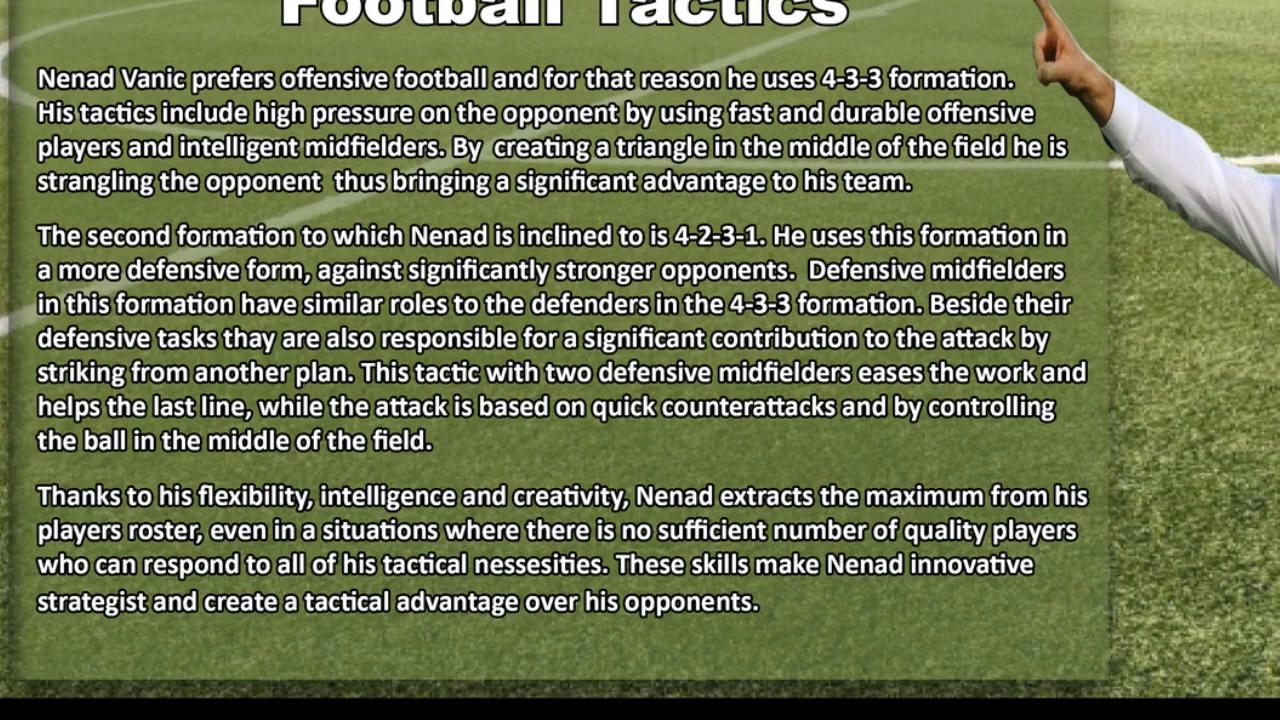 Football Tactics
Nenad Vanic prefers offensive football and for that reason he uses 4-3-3 formation.
His tactics include high pressure on the opponent by using fast and durable offensive
players and intelligent midfielders. By  creating a triangle in the middle of the field he is
strangling the opponent  thus bringing a significant advantage to his team.
The second formation to which Nenad is inclined to is 4-2-3-1. He uses this formation in
a more defensive form, against significantly stronger opponents.  Defensive midfielders
in this formation have similar roles to the defenders in the 4-3-3 formation. Beside their
defensive tasks thay are also responsible for a significant contribution to the attack by
striking from another plan. This tactic with two defensive midfielders eases the work and
helps the last line, while the attack is based on quick counterattacks and by controlling
the ball in the middle of the field.
Thanks to his flexibility, intelligence and creativity, Nenad extracts the maximum from his
players roster, even in a situations where there is no sufficient number of quality players
who can respond to all of his tactical nessesities. These skills make Nenad innovative
strategist and create a tactical advantage over his opponents.